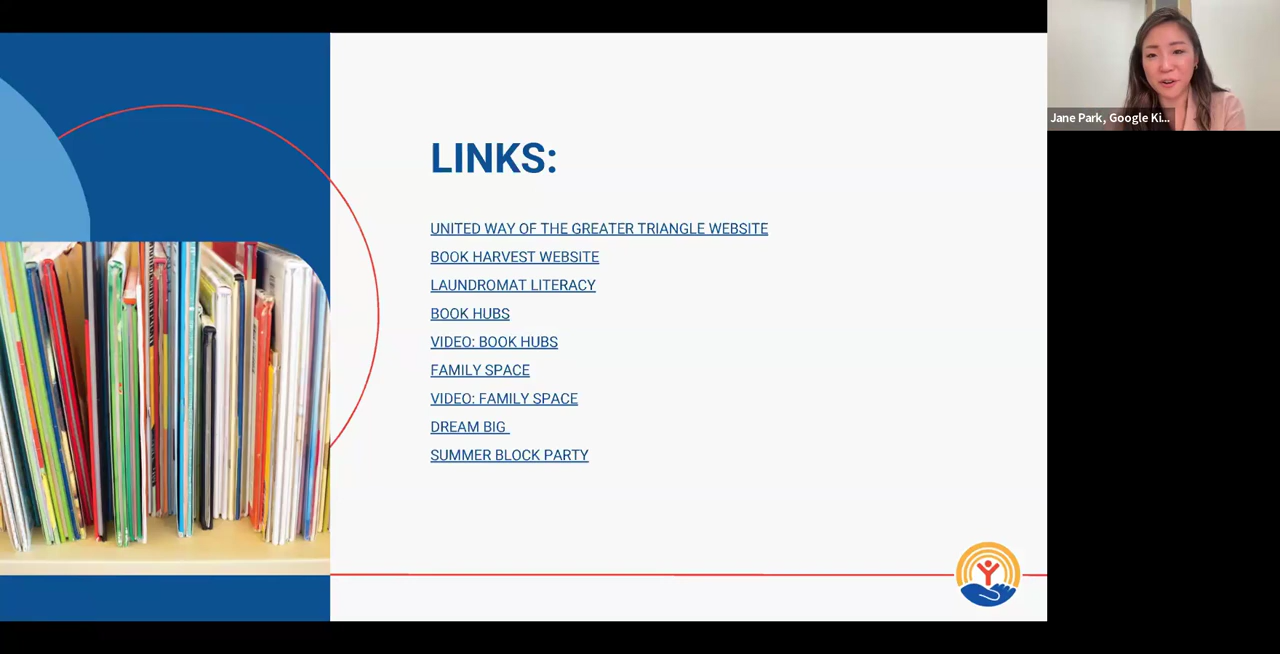 Jane Park, Google Ki...
LINKS:
UNITED WAY OF THE GREATER TRIANGLE WEBSITE
BOOK HARVEST WEBSITE
LAUNDROMAT LITERACY
BOOK HUBS
VIDEO: BOOK HUBS
FAMILY SPACE
VIDEO: FAMILY SPACE
DREAM BIG
SUMMER BLOCK PARTY